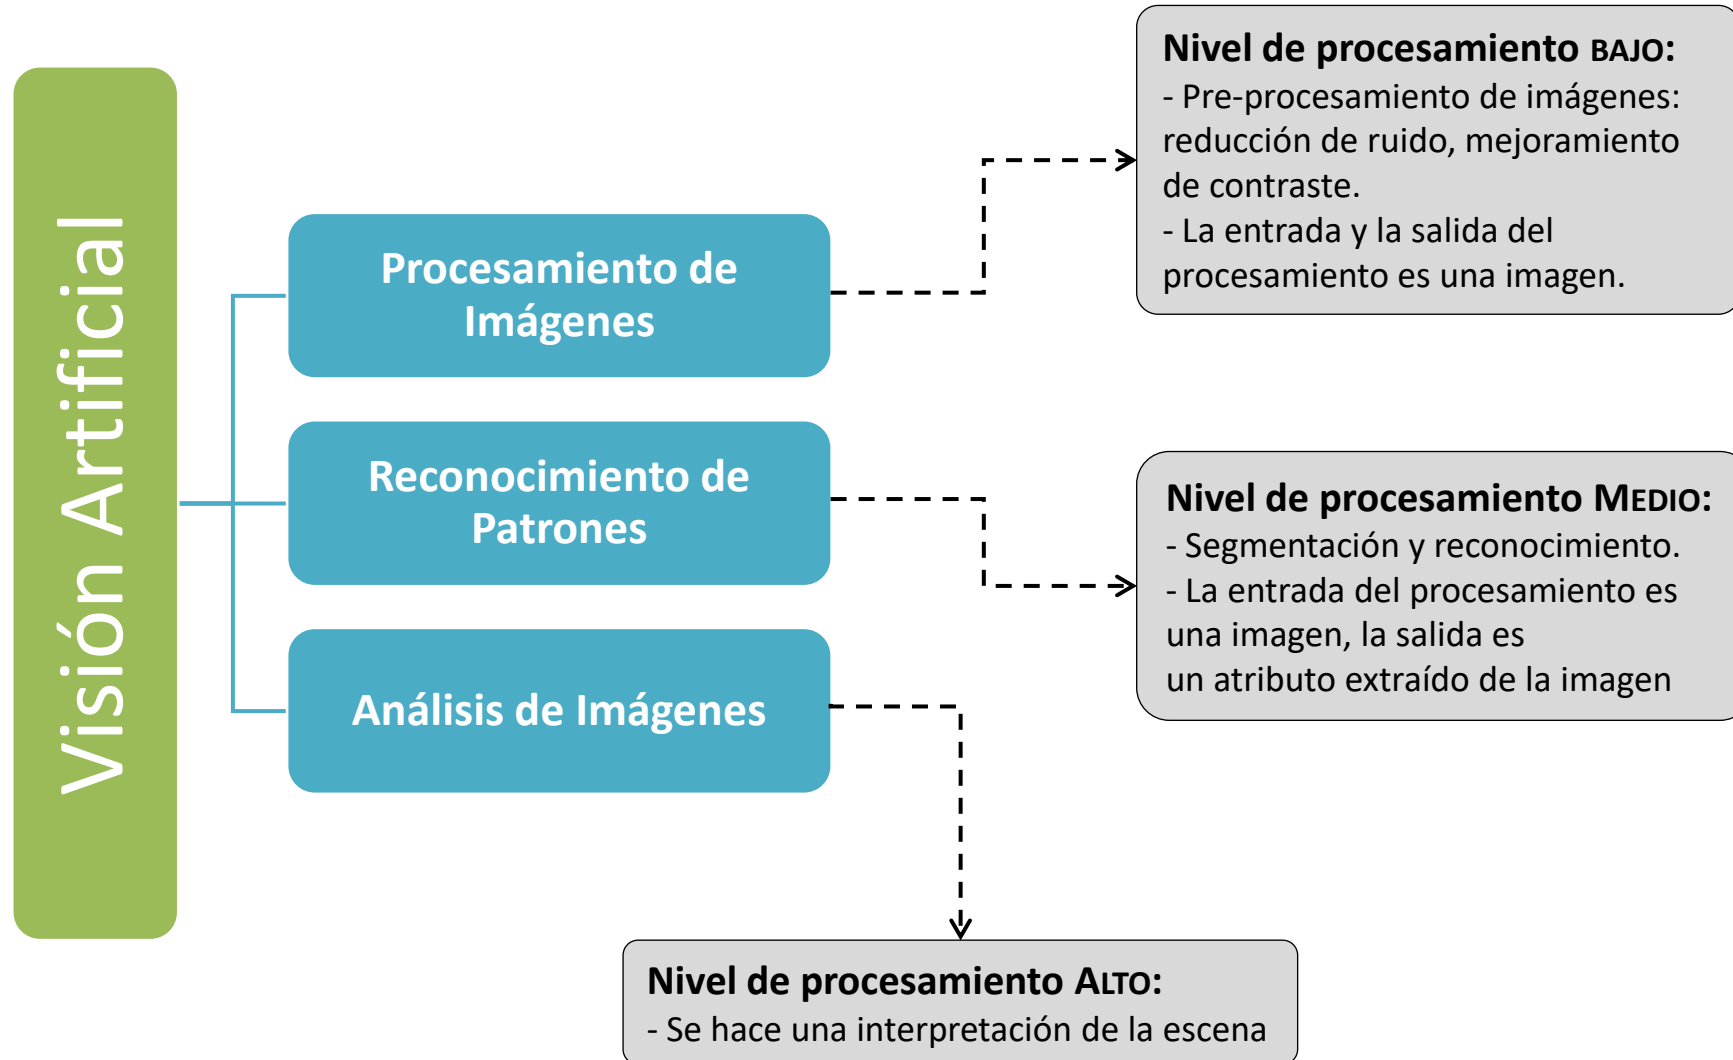 Visión Artificial
Procesamiento de
Imágenes
Reconocimiento de
Patrones
Análisis de Imágenes
Nivel de procesamiento BAJO:
- Pre-procesamiento de imágenes:
reducción de ruido, mejoramiento
de contraste.
- La entrada y la salida del
procesamiento es una imagen.
Nivel de procesamiento MEDIO:
- Segmentación y reconocimiento.
- La entrada del procesamiento es
una imagen, la salida es
un atributo extraído de la imagen
Nivel de procesamiento ALTO:
- Se hace una interpretación de la escena